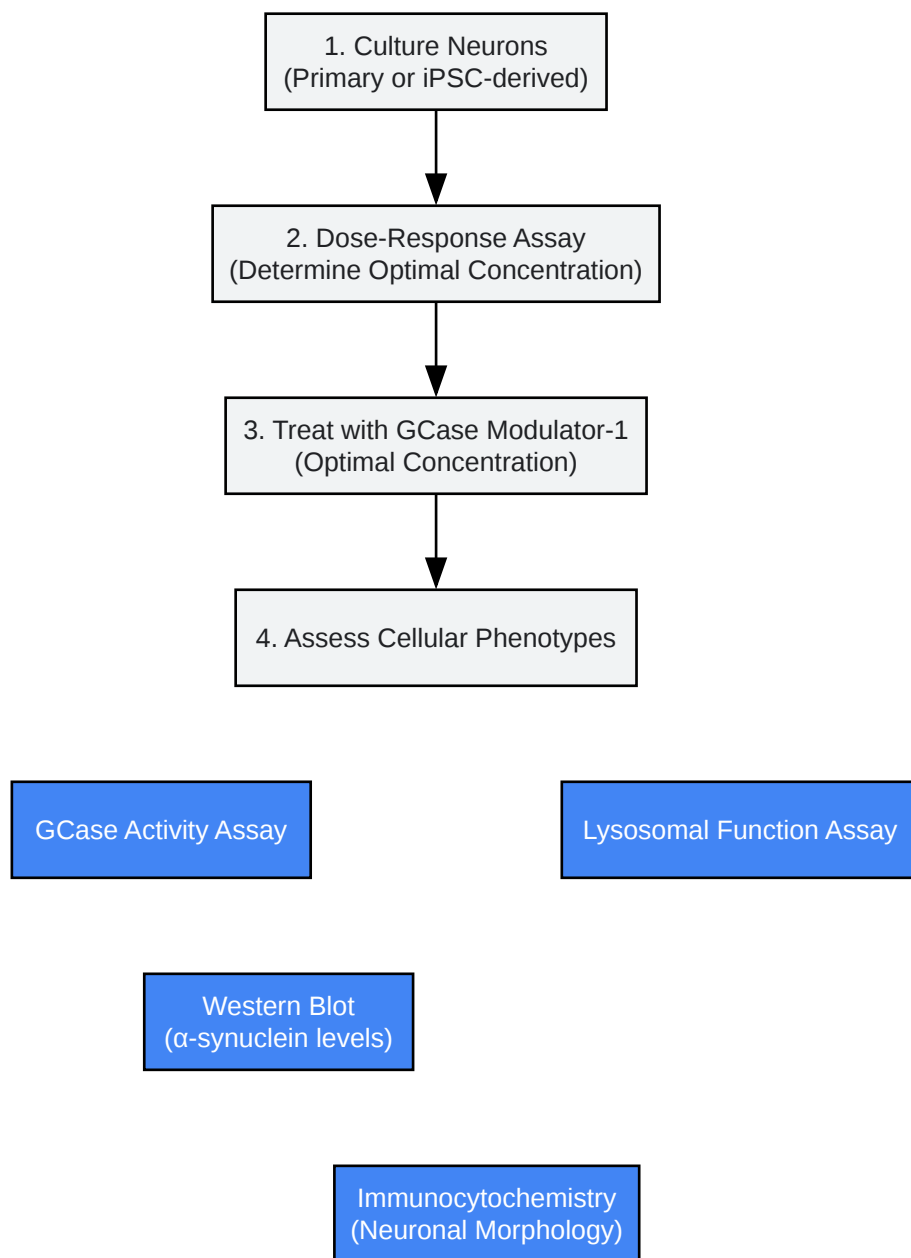 1. Culture Neurons
(Primary or iPSC-derived)
2. Dose-Response Assay
(Determine Optimal Concentration)
3. Treat with GCase Modulator-1
(Optimal Concentration)
4. Assess Cellular Phenotypes
GCase Activity Assay
Lysosomal Function Assay
Western Blot
(α-synuclein levels)
Immunocytochemistry
(Neuronal Morphology)